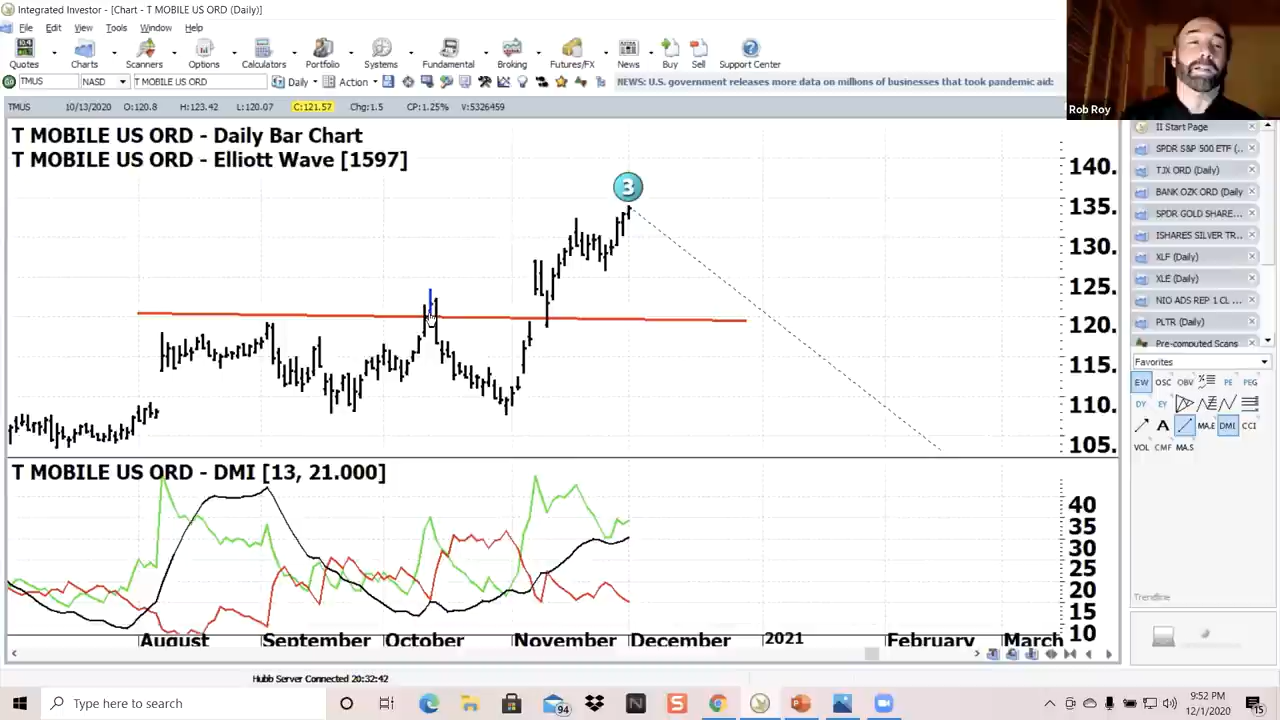 Integrated Investor - [Chart - T MOBILE US ORD (Daily)]
File Edit View Tools Window Help
Quotes Charts Scanners Options Calculators Portfolio Systems Fundamental Broking Futures/FX News Buy Sell Support Center
TMUS NASD T MOBILE US ORD Daily Action NEWS: U.S. government releases more data on millions of businesses that took pandemic aid:
TMUS 10/13/2020 O:120.8 H:123.42 L:120.07 C:121.57 Chg:1.5 CP:1.25% V:5326459
Rob Roy
T MOBILE US ORD - Daily Bar Chart
T MOBILE US ORD - Elliott Wave [1597]
3
140.
135.
130.
125.
120.
115.
110.
105.
T MOBILE US ORD - DMI [13, 21.000]
40
35
30
25
20
15
10
August September October November December 2021 February March
II Start Page
SPDR S&P 500 ETF (..
TJX ORD (Daily)
BANK OZK ORD (Daily)
SPDR GOLD SHARE...
ISHARES SILVER TR...
XLF (Daily)
XLE (Daily)
NIO ADS REP 1 CL ...
PLTR (Daily)
Pre-computed Scans
Favorites
EW OSC OBV PE PEG
DY EY
A MA.E DMI CCI
VOL CMF MA.S
Trendline
Hubb Server Connected 20:32:42
Type here to search
94
9:52 PM
12/1/2020
15